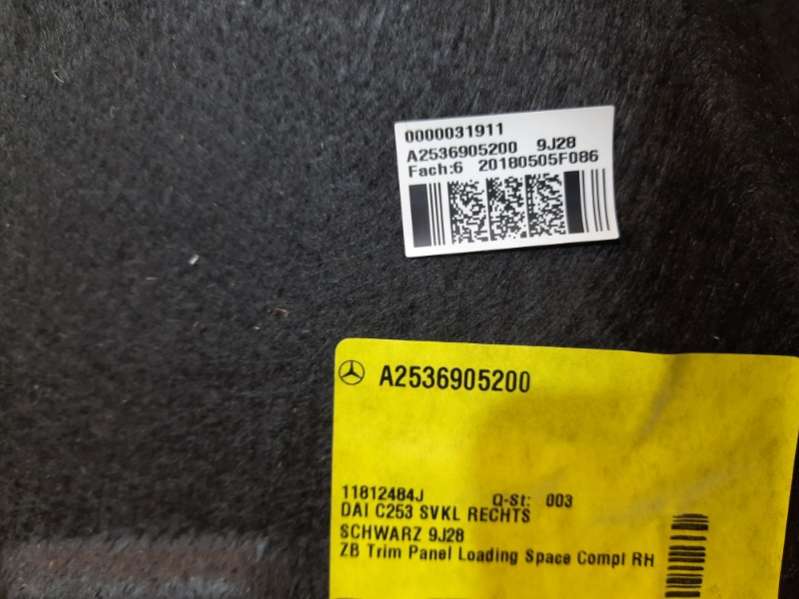 0000031911
A2536905200 9J28
Fach:6 20180505F086
A2536905200
11812484J Q-St: 003
DAI C253 SVKL RECHTS
SCHWARZ 9J28
ZB Trim Panel Loading Space Compl RH